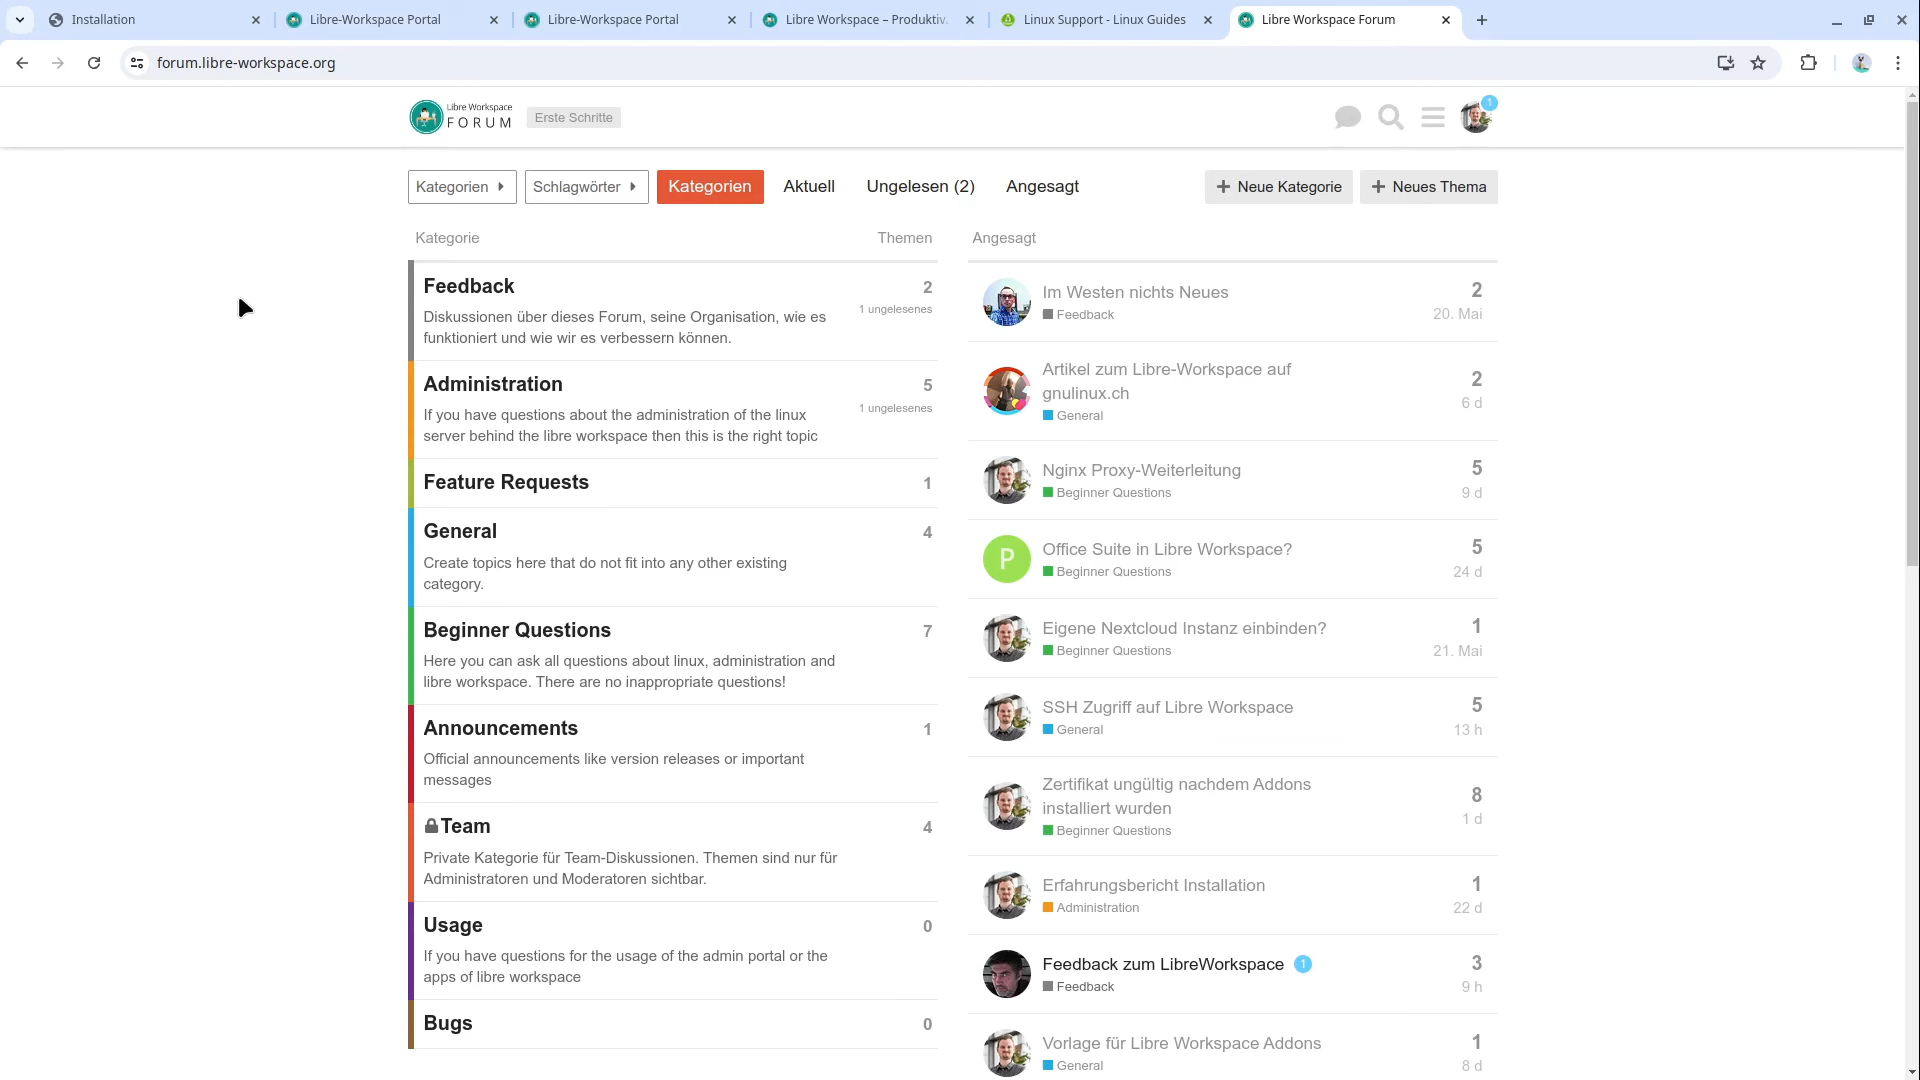 Installation
Libre-Workspace Portal
Libre-Workspace Portal
Libre Workspace – Produktiv.
Linux Support - Linux Guides
Libre Workspace Forum
forum.libre-workspace.org
Libre Workspace
FORUM
Erste Schritte
1
Kategorien
Schlagwörter
Kategorien
Aktuell
Ungelesen (2)
Angesagt
Neue Kategorie
Neues Thema
Kategorie
Themen
Feedback
2
Diskussionen über dieses Forum, seine Organisation, wie es
1 ungelesenes
funktioniert und wie wir es verbessern können.
Administration
5
If you have questions about the administration of the linux
1 ungelesenes
server behind the libre workspace then this is the right topic
Feature Requests
1
General
4
Create topics here that do not fit into any other existing
category.
Beginner Questions
7
Here you can ask all questions about linux, administration and
libre workspace. There are no inappropriate questions!
Announcements
1
Official announcements like version releases or important
messages
Team
4
Private Kategorie für Team-Diskussionen. Themen sind nur für
Administratoren und Moderatoren sichtbar.
Usage
0
If you have questions for the usage of the admin portal or the
apps of libre workspace
Bugs
0
Angesagt
Im Westen nichts Neues
2
Feedback
20. Mai
Artikel zum Libre-Workspace auf
gnulinux.ch
2
General
6 d
Nginx Proxy-Weiterleitung
5
Beginner Questions
9 d
P
Office Suite in Libre Workspace?
5
Beginner Questions
24 d
Eigene Nextcloud Instanz einbinden?
1
Beginner Questions
21. Mai
SSH Zugriff auf Libre Workspace
5
General
13 h
Zertifikat ungültig nachdem Addons
installiert wurden
8
Beginner Questions
1 d
Erfahrungsbericht Installation
1
Administration
22 d
Feedback zum LibreWorkspace
1
3
Feedback
9 h
Vorlage für Libre Workspace Addons
1
General
8 d